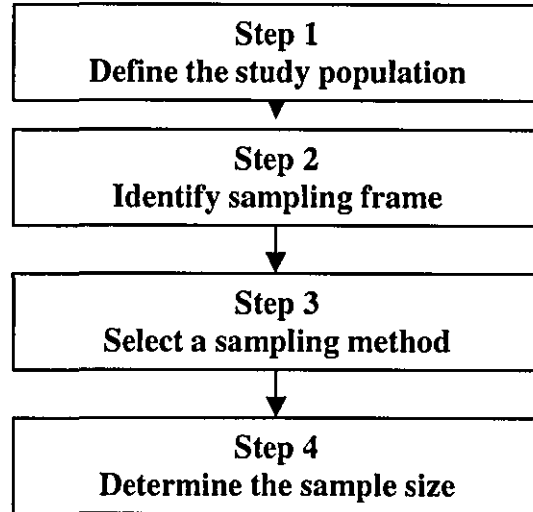 Step 1
Define the study population
Step 2
Identify sampling frame
Step 3
Select a sampling method
Step 4
Determine the sample size